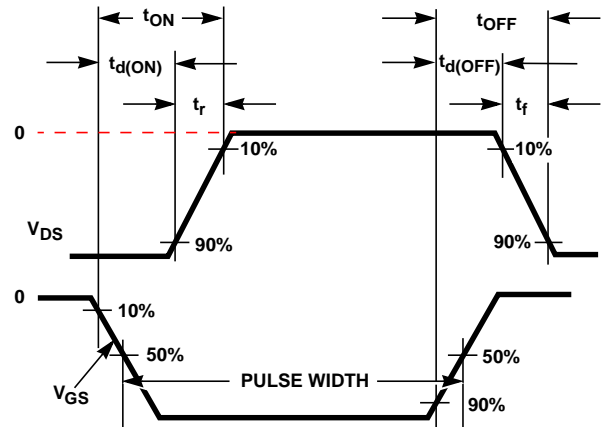 tON
tOFF
td(ON)
td(OFF)
tr
tf
0
10%
10%
VDS
90%
90%
0
10%
50%
50%
VGS
PULSE WIDTH
90%